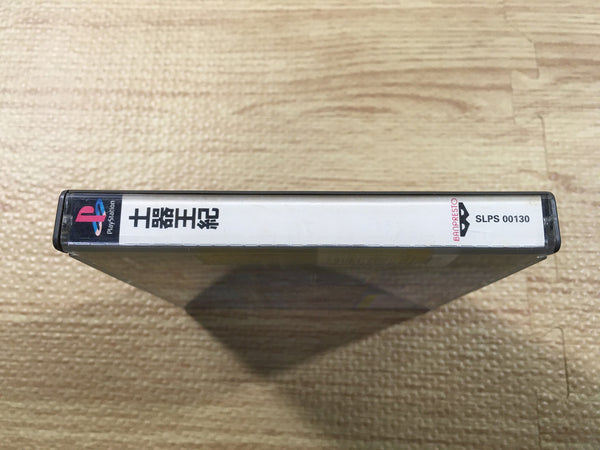 PlayStation
土器王紀
BANPRESTO
SLPS 00130